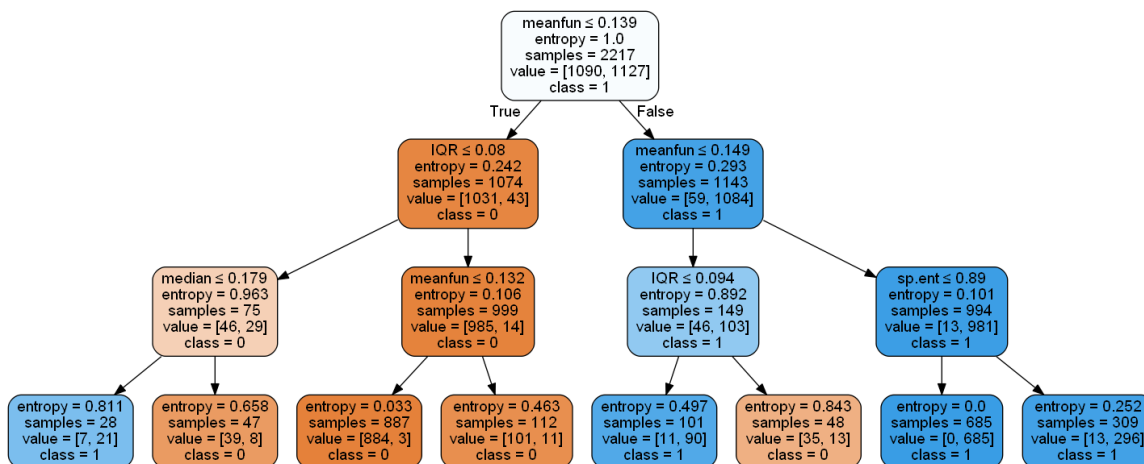 meanfun ≤ 0.139
entropy = 1.0
samples = 2217
value = [1090, 1127]
class = 1
True
False
IQR ≤ 0.08
entropy = 0.242
samples = 1074
value = [1031, 43]
class = 0
meanfun ≤ 0.149
entropy = 0.293
samples = 1143
value = [59, 1084]
class = 1
median ≤ 0.179
entropy = 0.963
samples = 75
value = [46, 29]
class = 0
meanfun ≤ 0.132
entropy = 0.106
samples = 999
value = [985, 14]
class = 0
IQR ≤ 0.094
entropy = 0.892
samples = 149
value = [46, 103]
class = 1
sp.ent ≤ 0.89
entropy = 0.101
samples = 994
value = [13, 981]
class = 1
entropy = 0.811
samples = 28
value = [7, 21]
class = 1
entropy = 0.658
samples = 47
value = [39, 8]
class = 0
entropy = 0.033
samples = 887
value = [884, 3]
class = 0
entropy = 0.463
samples = 112
value = [101, 11]
class = 0
entropy = 0.497
samples = 101
value = [11, 90]
class = 1
entropy = 0.843
samples = 48
value = [35, 13]
class = 0
entropy = 0.0
samples = 685
value = [0, 685]
class = 1
entropy = 0.252
samples = 309
value = [13, 296]
class = 1